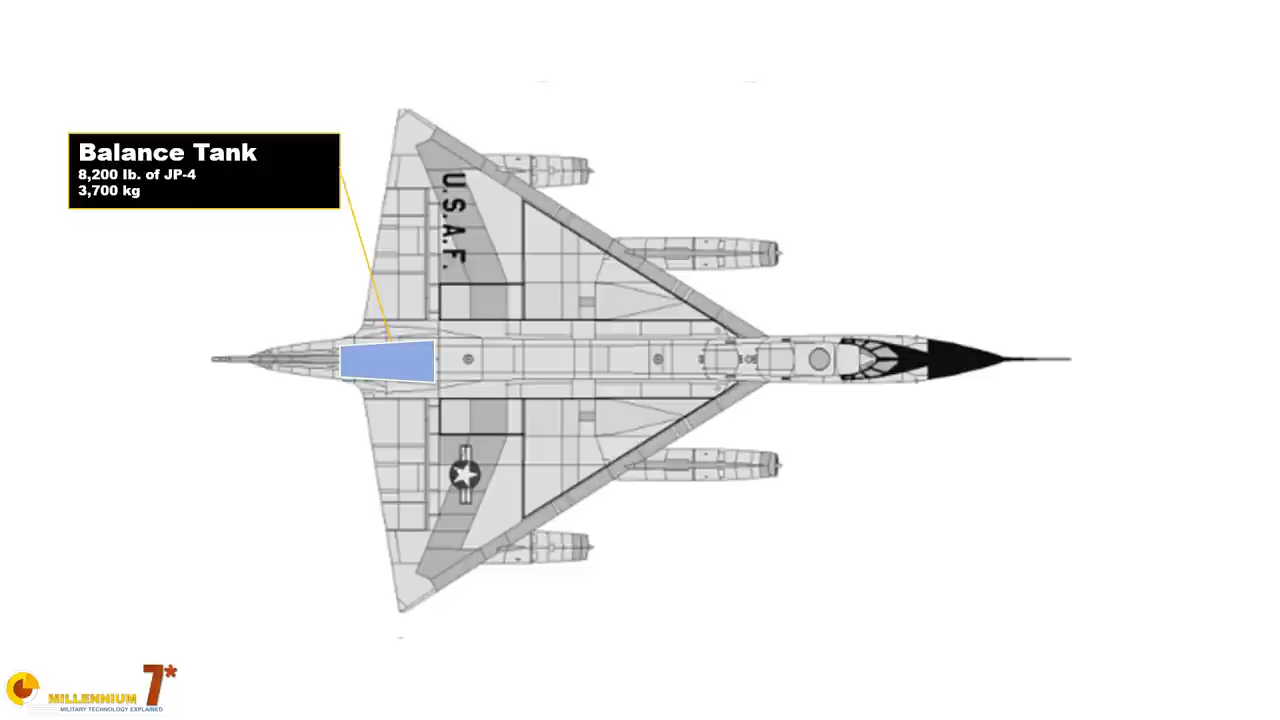 Balance Tank
8,200 lb. of JP-4
3,700 kg
U.S.A.F.
MILLENNIUM 7*
MILITARY TECHNOLOGY EXPLAINED